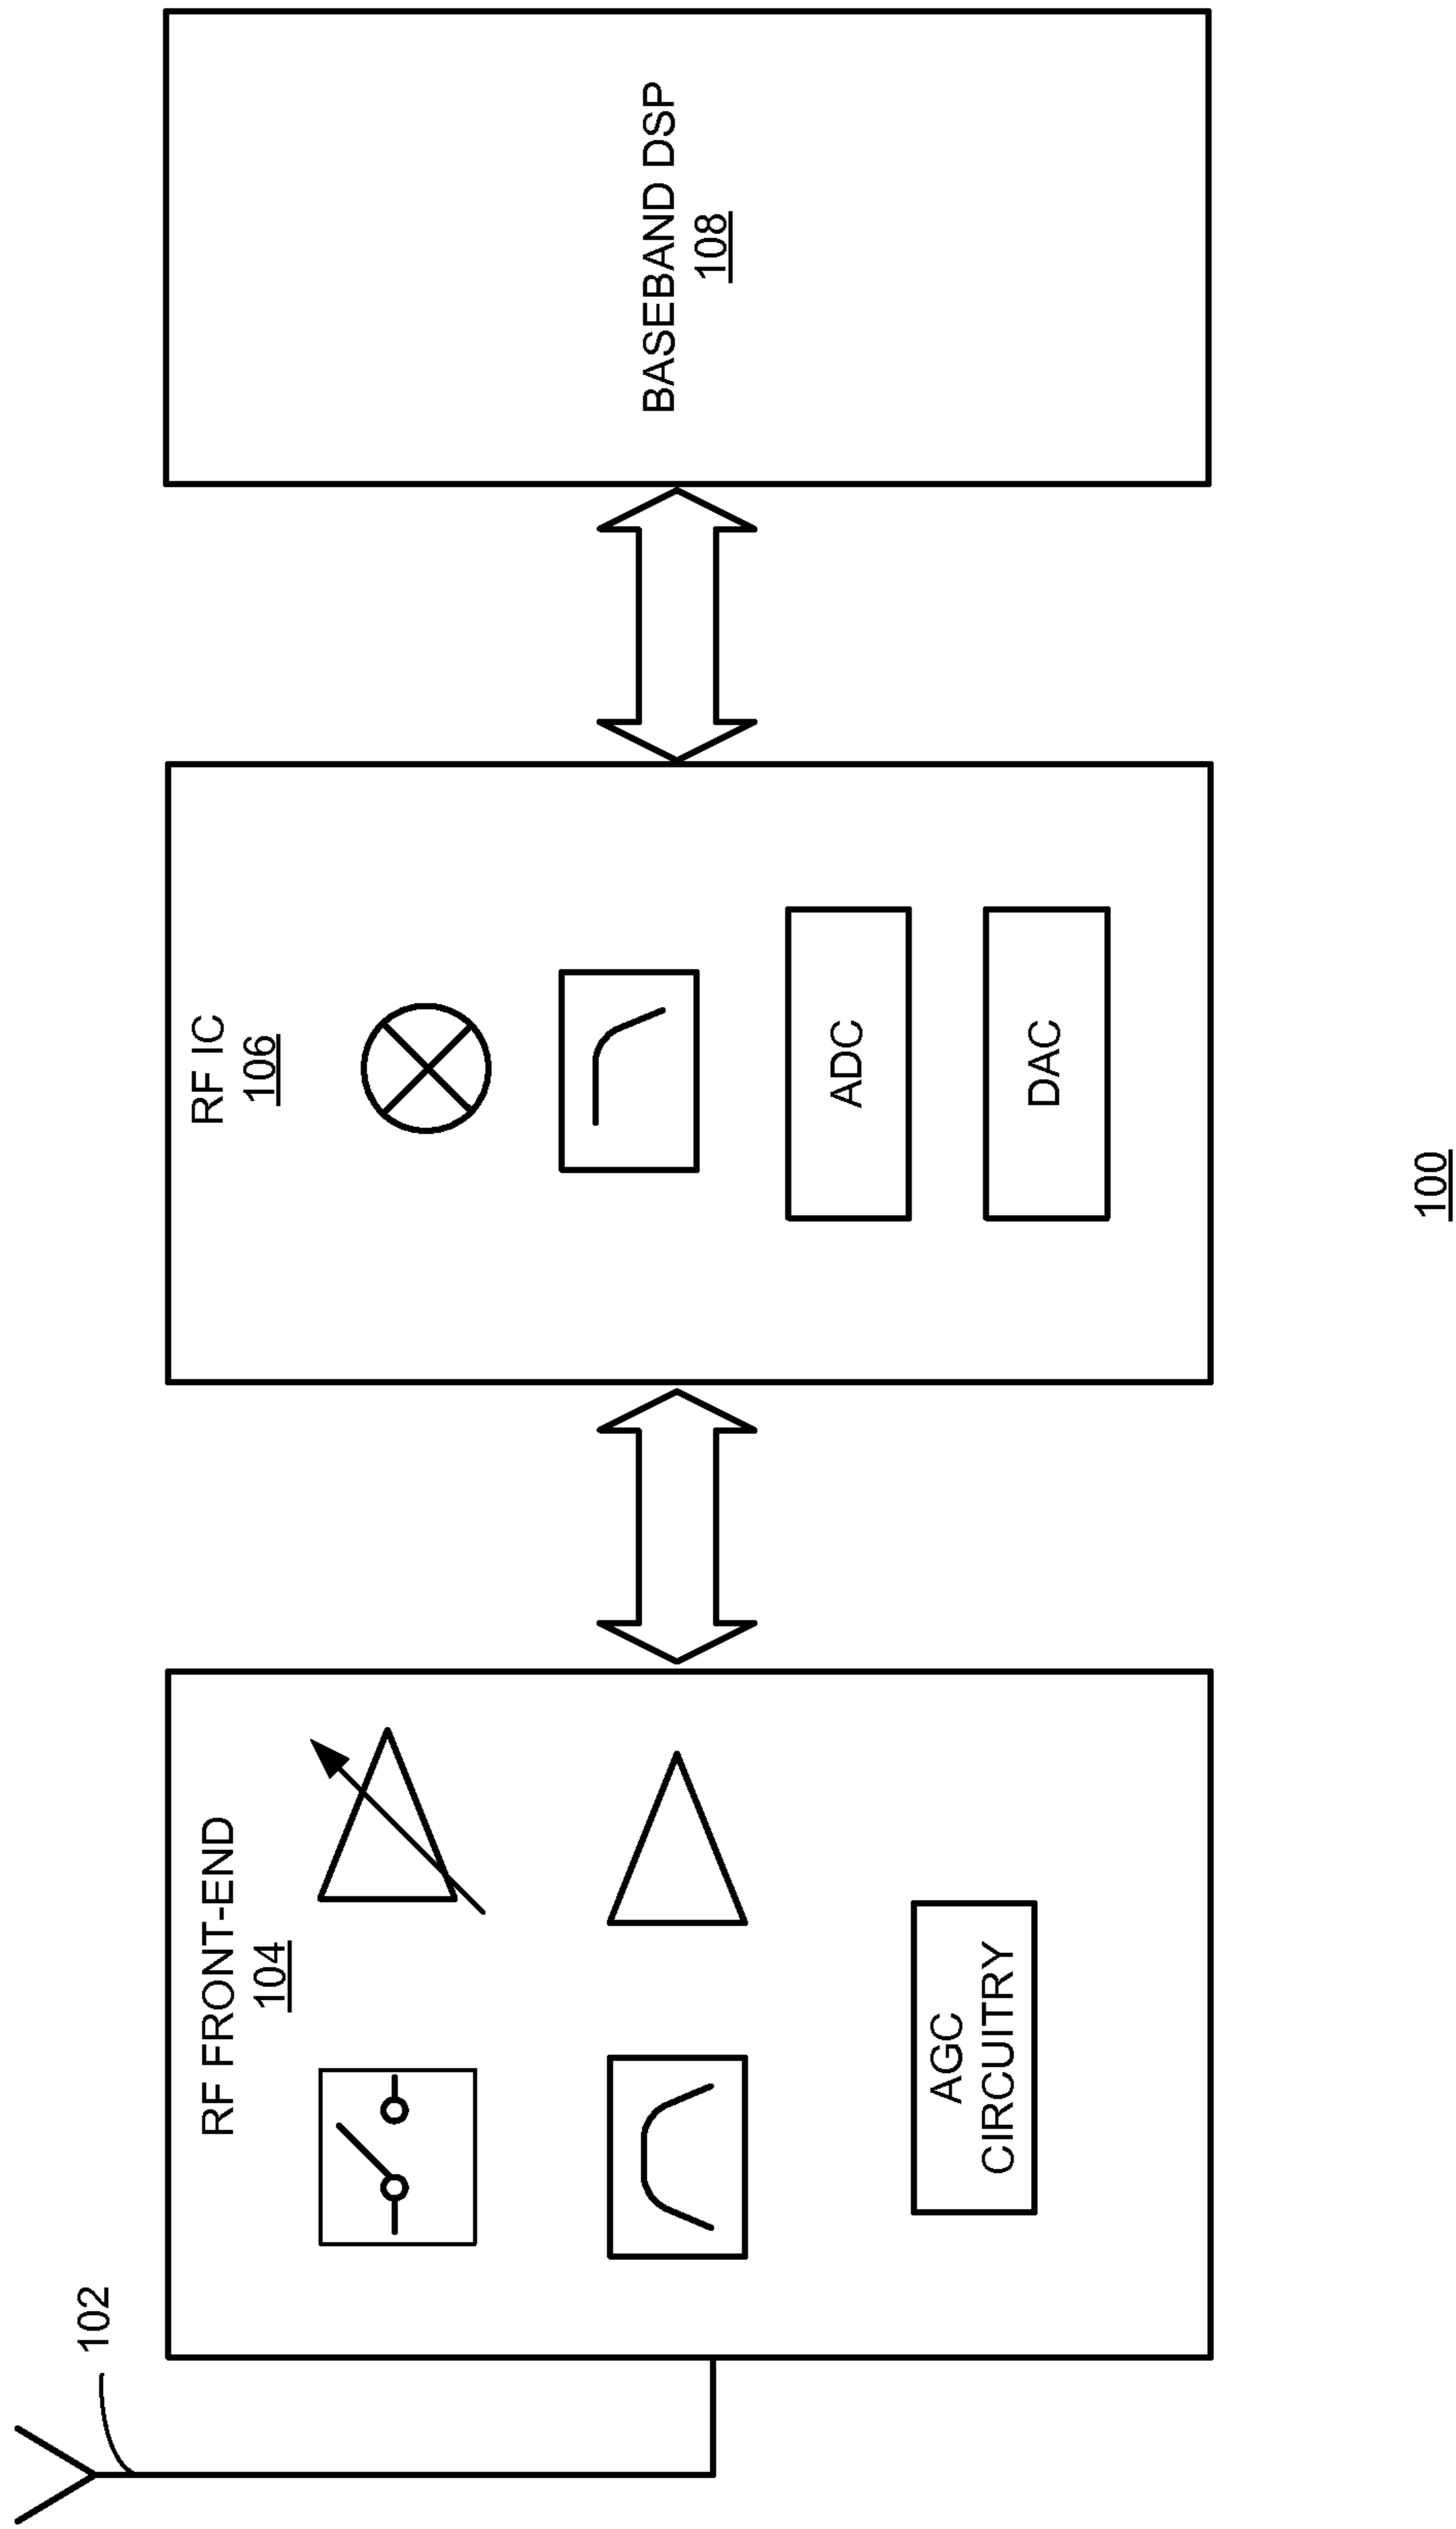 102
RF FRONT-END
104
AGC
CIRCUITRY
RF IC
106
ADC
DAC
BASEBAND DSP
108
100